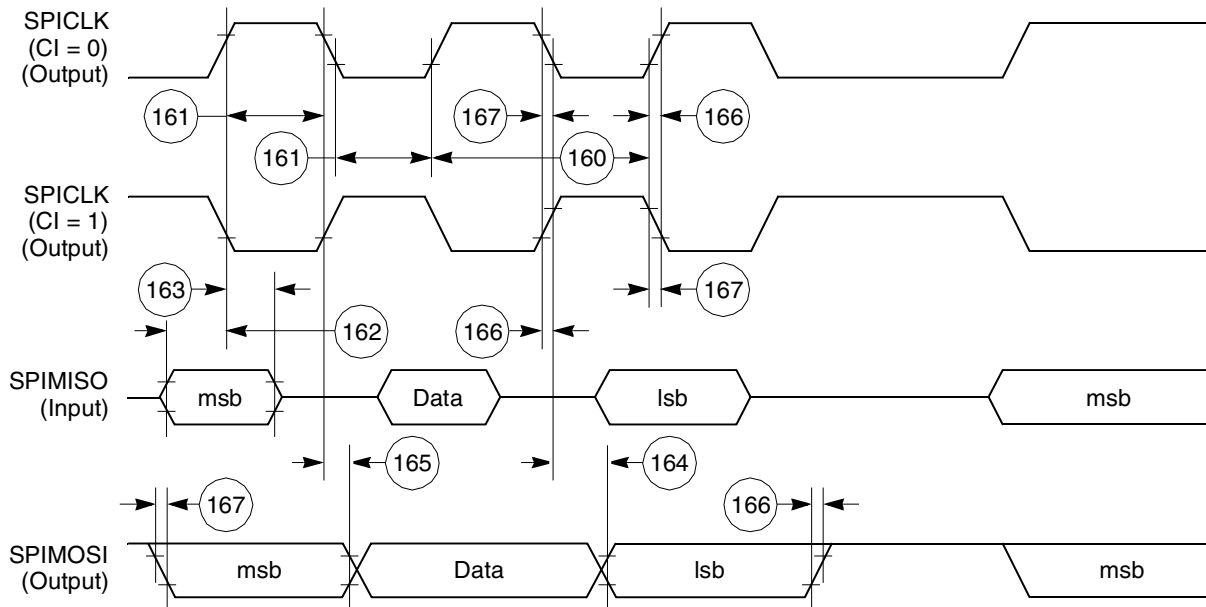 SPICLK
(CI = 0)
(Output)
161
167
166
161
160
SPICLK
(CI = 1)
(Output)
163
167
162
166
SPIMISO
(Input)
msb
Data
lsb
msb
165
164
167
166
SPIMOSI
(Output)
msb
Data
lsb
msb